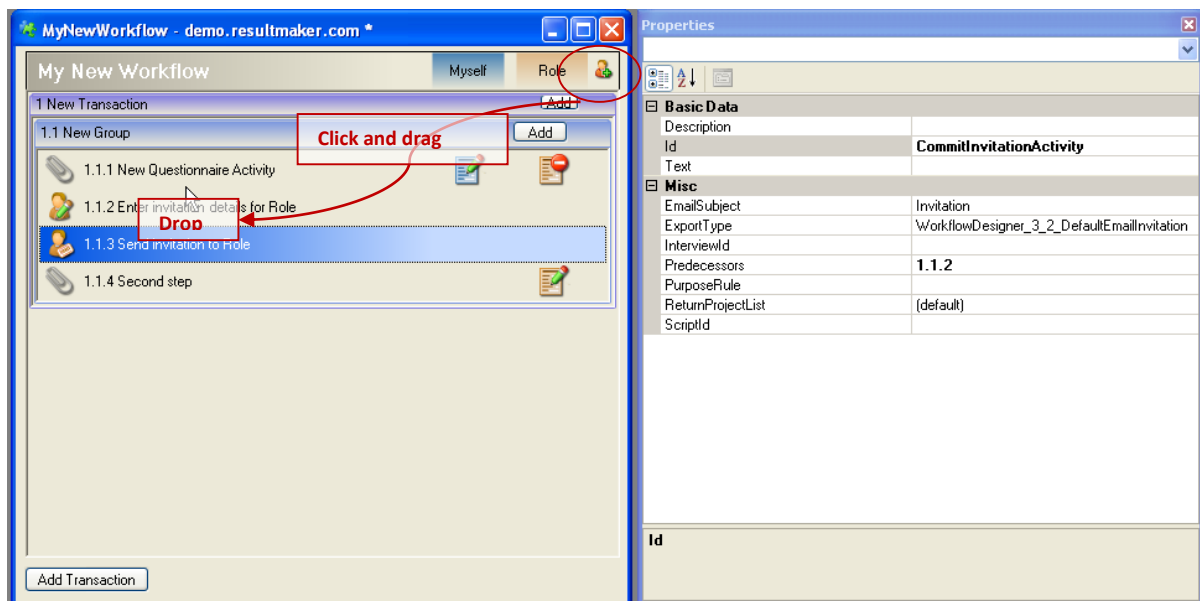 MyNewWorkflow - demo.resultmaker.com *
My New Workflow Myself Role
1 New Transaction Add
1.1 New Group Add
Click and drag
1.1.1 New Questionnaire Activity
1.1.2 Enter invitation details for Role
Drop
1.1.3 Send invitation to Role
1.1.4 Second step
Add Transaction
Properties
Basic Data
Description
Id CommitInvitationActivity
Text
Misc
EmailSubject Invitation
ExportType WorkflowDesigner_3_2_DefaultEmailInvitation
InterviewId
Predecessors 1.1.2
PurposeRule
ReturnProjectList (default)
ScriptId
Id